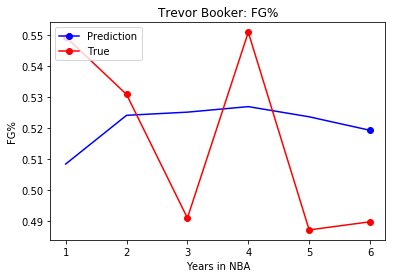 Trevor Booker: FG%
Prediction
True
0.55
0.54
0.53
0.52
0.51
0.50
0.49
FG%
1 2 3 4 5 6
Years in NBA